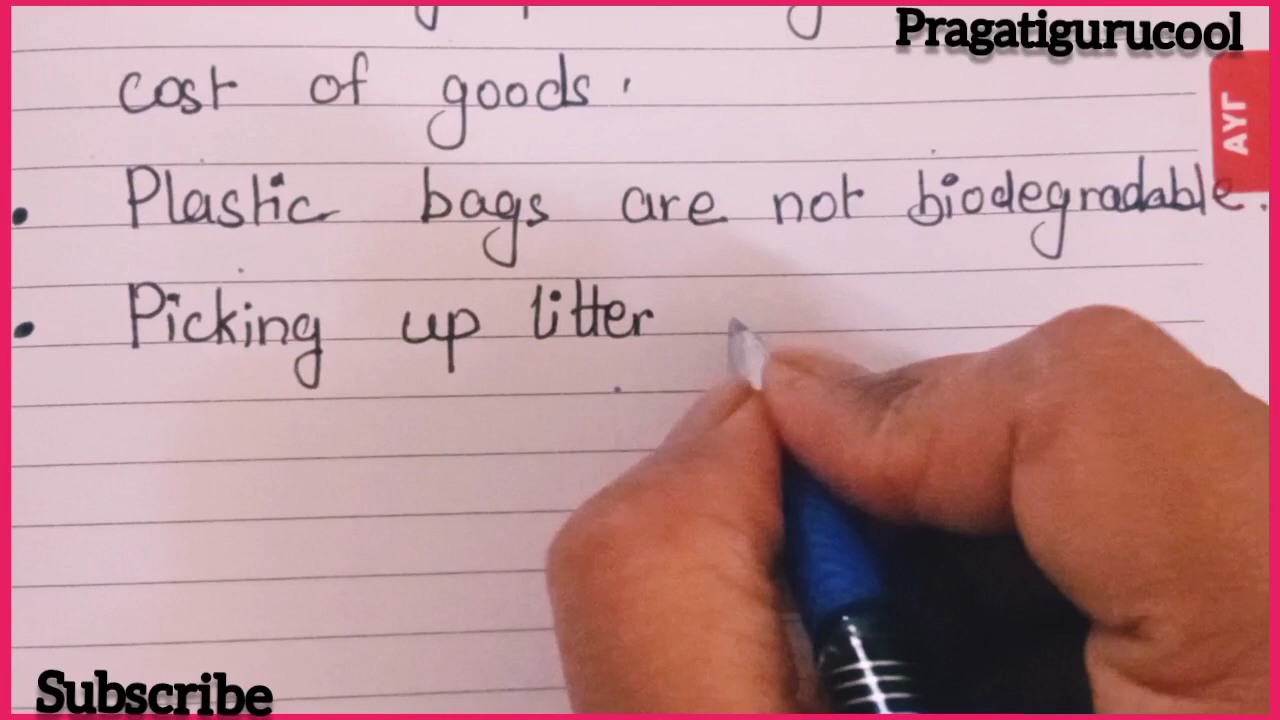 Pragatigurucool
cost of goods.
• Plastic bags are not biodegradable.
• Picking up litter
Subscribe